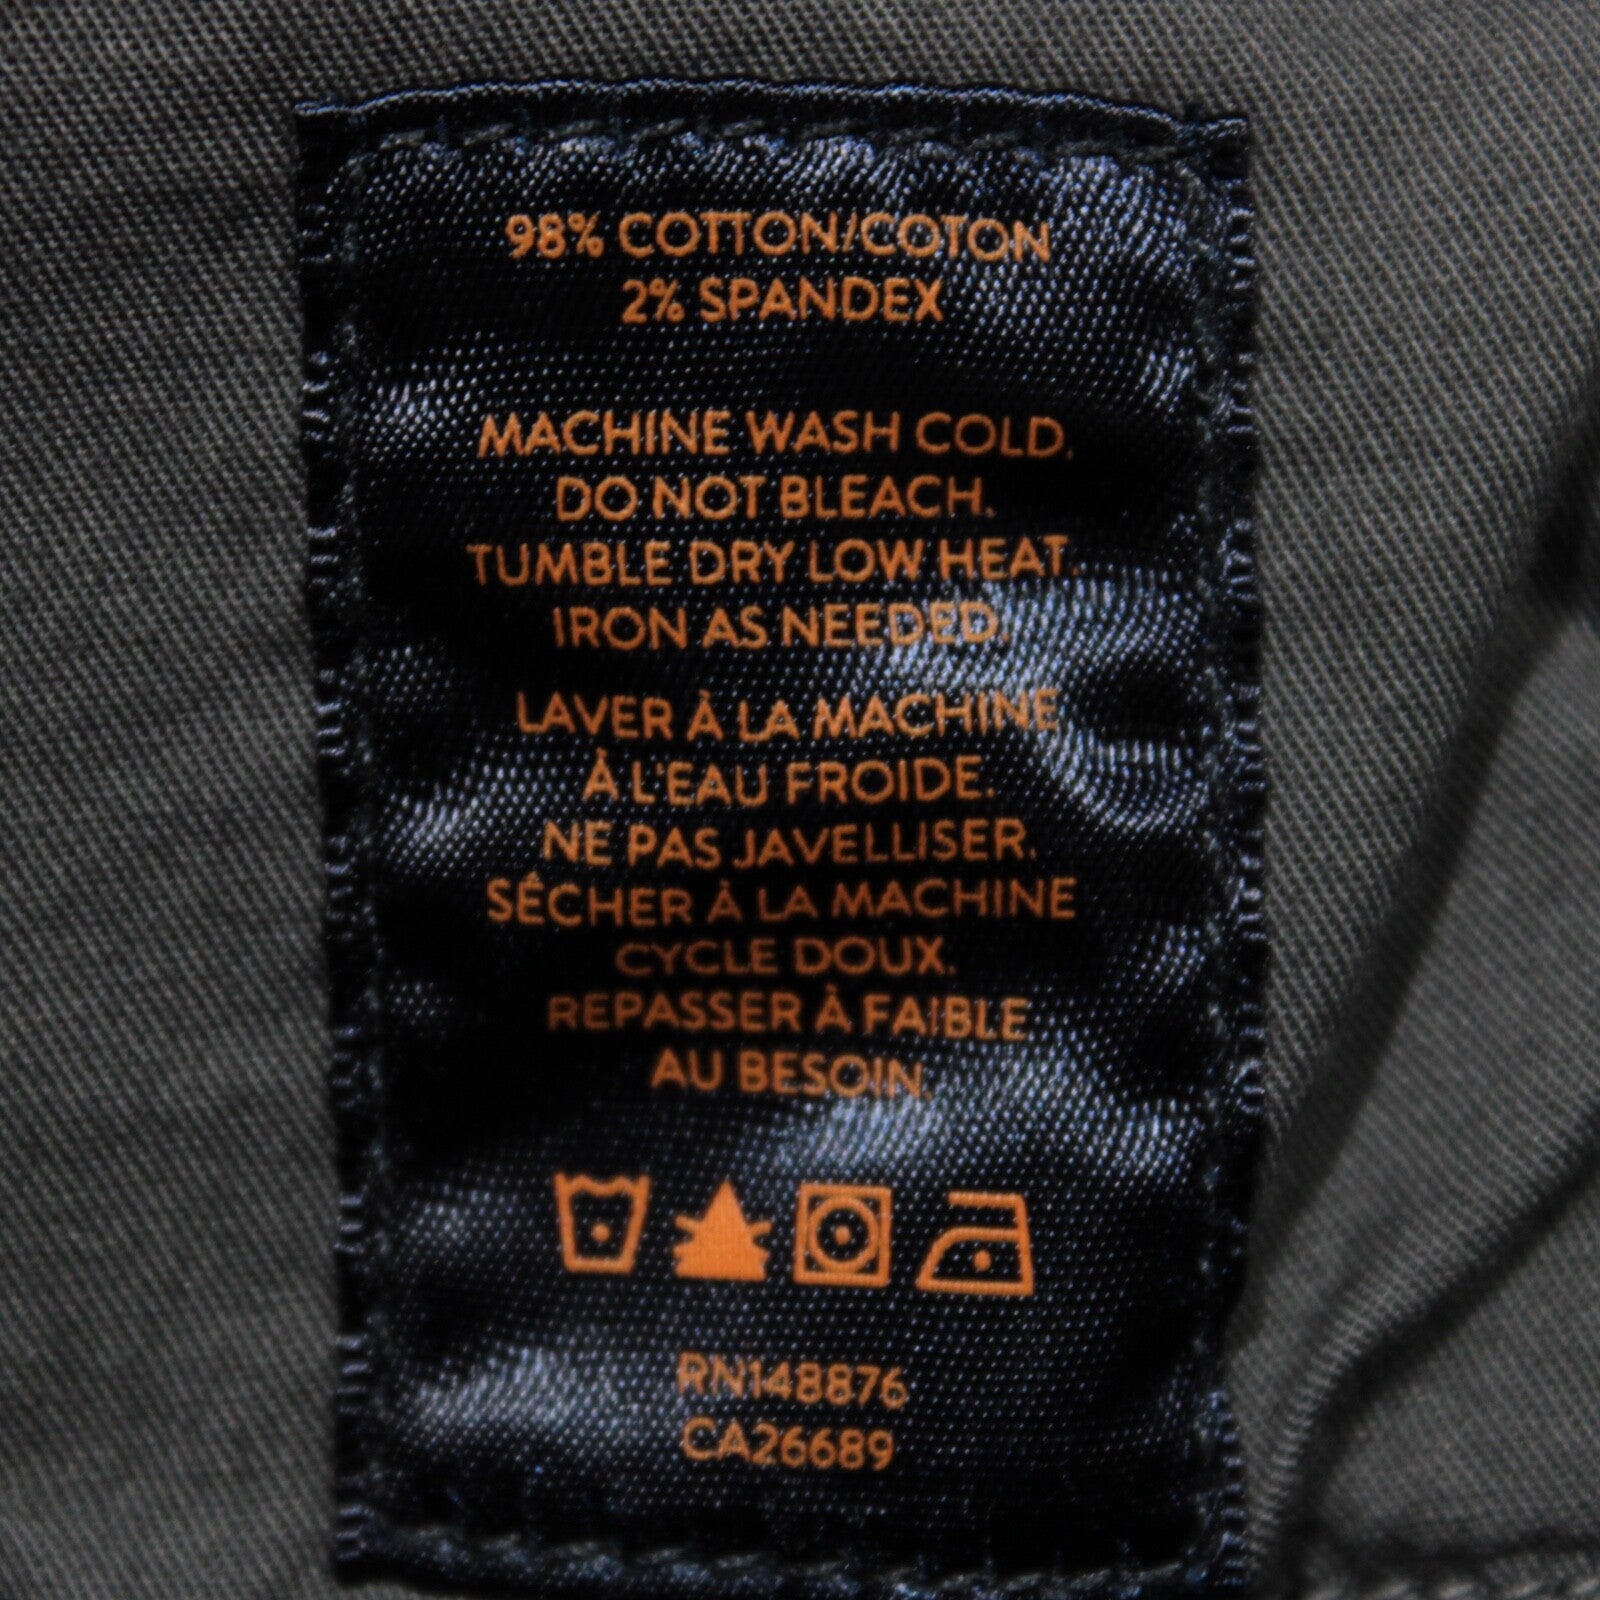 98% COTTON/COTON
2% SPANDEX
MACHINE WASH COLD.
DO NOT BLEACH.
TUMBLE DRY LOW HEAT.
IRON AS NEEDED.
LAVER À LA MACHINE
À L'EAU FROIDE.
NE PAS JAVELLISER.
SÊCHER À LA MACHINE
CYCLE DOUX.
REPASSER À FAIBLE
AU BESOIN.
RN148876
CA26689